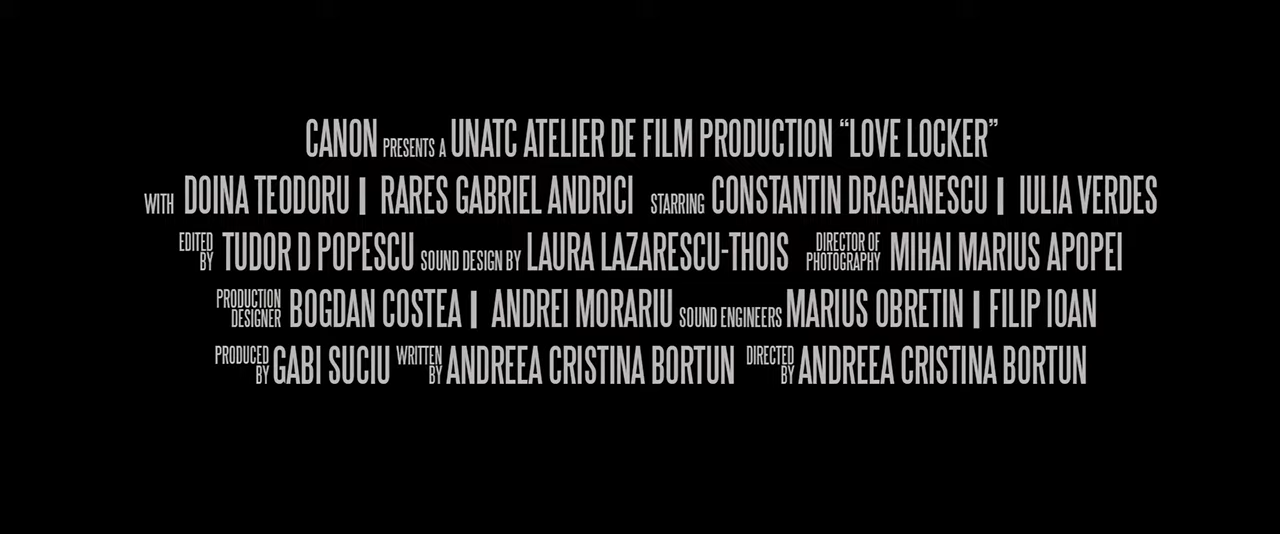 CANON PRESENTS A UNATC ATELIER DE FILM PRODUCTION “LOVE LOCKER”
WITH DOINA TEODORU | RARES GABRIEL ANDRICI STARRING CONSTANTIN DRAGANESCU | IULIA VERDES
EDITED BY TUDOR D POPESCU SOUND DESIGN BY LAURA LAZARESCU-THOIS DIRECTOR OF PHOTOGRAPHY MIHAI MARIUS APOPEI
PRODUCTION DESIGNER BOGDAN COSTEA | ANDREI MORARIU SOUND ENGINEERS MARIUS OBRETIN | FILIP IOAN
PRODUCED BY GABI SUCIU WRITTEN BY ANDREEA CRISTINA BORTUN DIRECTED BY ANDREEA CRISTINA BORTUN